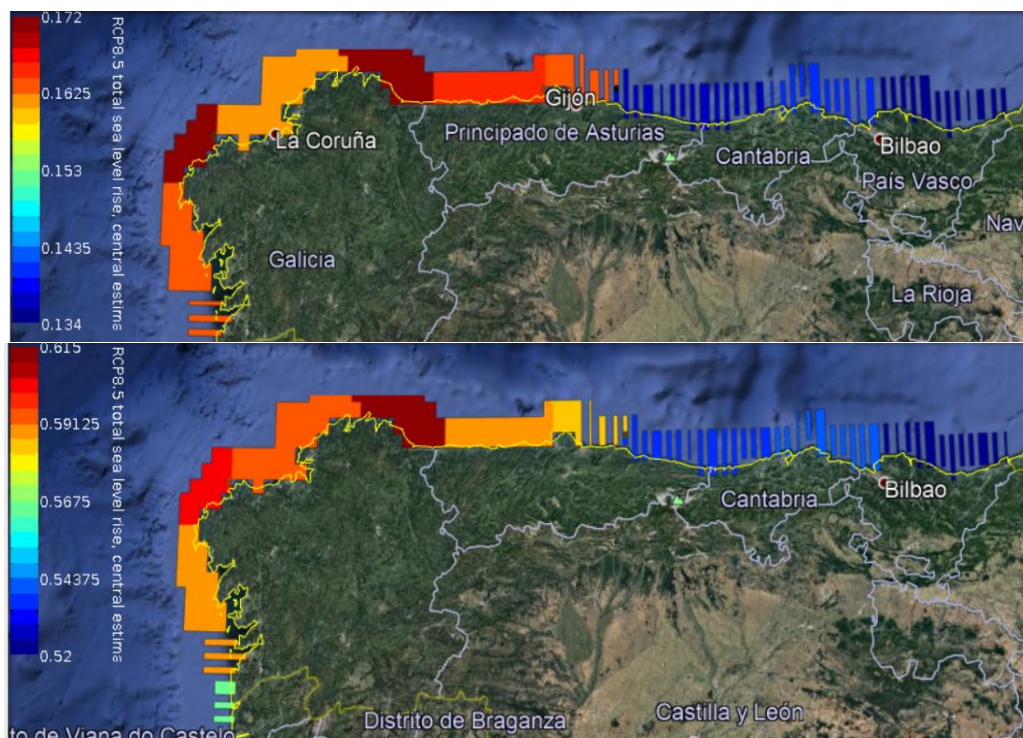 0.172
0.1625
0.153
0.1435
0.134
RCP8.5 total sea level rise, central estima
La Coruña
Gijón
Principado de Asturias
Cantabria
Bilbao
País Vasco
Nav
Galicia
La Rioja
0.615
0.59125
0.5675
0.54375
0.52
RCP8.5 total sea level rise, central estima
Cantabria
Bilbao
to de Viana do Castelo
Distrito de Braganza
Castilla y León